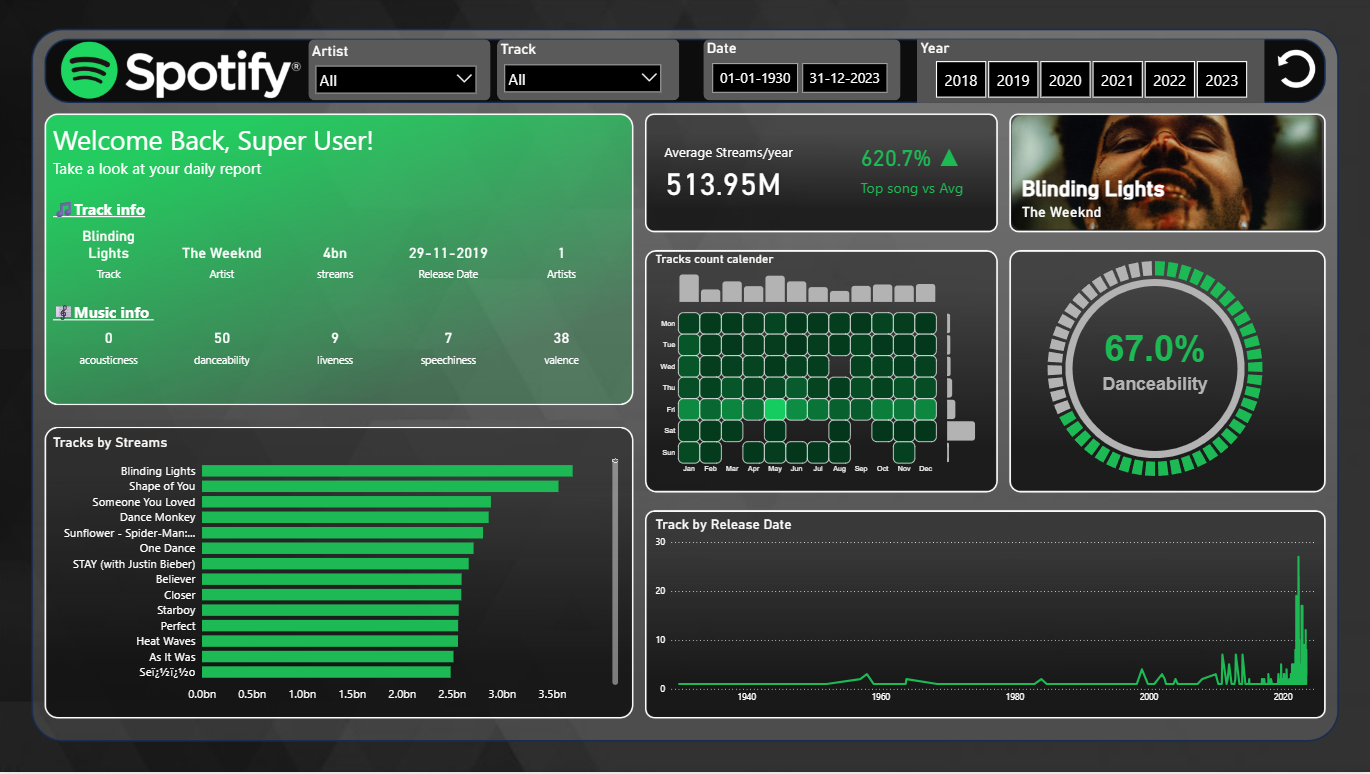 Spotify®
Artist
All
Track
All
Date
01-01-1930
31-12-2023
Year
2018
2019
2020
2021
2022
2023
Welcome Back, Super User!
Take a look at your daily report
🎵Track info
Blinding
Lights
Track
The Weeknd
Artist
4bn
streams
29-11-2019
Release Date
1
Artists
🎼Music info
0
acousticness
50
danceability
9
liveness
7
speechiness
38
valence
Average Streams/year
513.95M
620.7% ▲
Top song vs Avg
Blinding Lights
The Weeknd
Tracks count calender
Mon
Tue
Wed
Thu
Fri
Sat
Sun
Jan Feb Mar Apr May Jun Jul Aug Sep Oct Nov Dec
67.0%
Danceability
Tracks by Streams
Blinding Lights
Shape of You
Someone You Loved
Dance Monkey
Sunflower - Spider-Man:...
One Dance
STAY (with Justin Bieber)
Believer
Closer
Starboy
Perfect
Heat Waves
As It Was
Seï¿½ï¿½o
0.0bn 0.5bn 1.0bn 1.5bn 2.0bn 2.5bn 3.0bn 3.5bn
Track by Release Date
30
20
10
0
1940 1960 1980 2000 2020